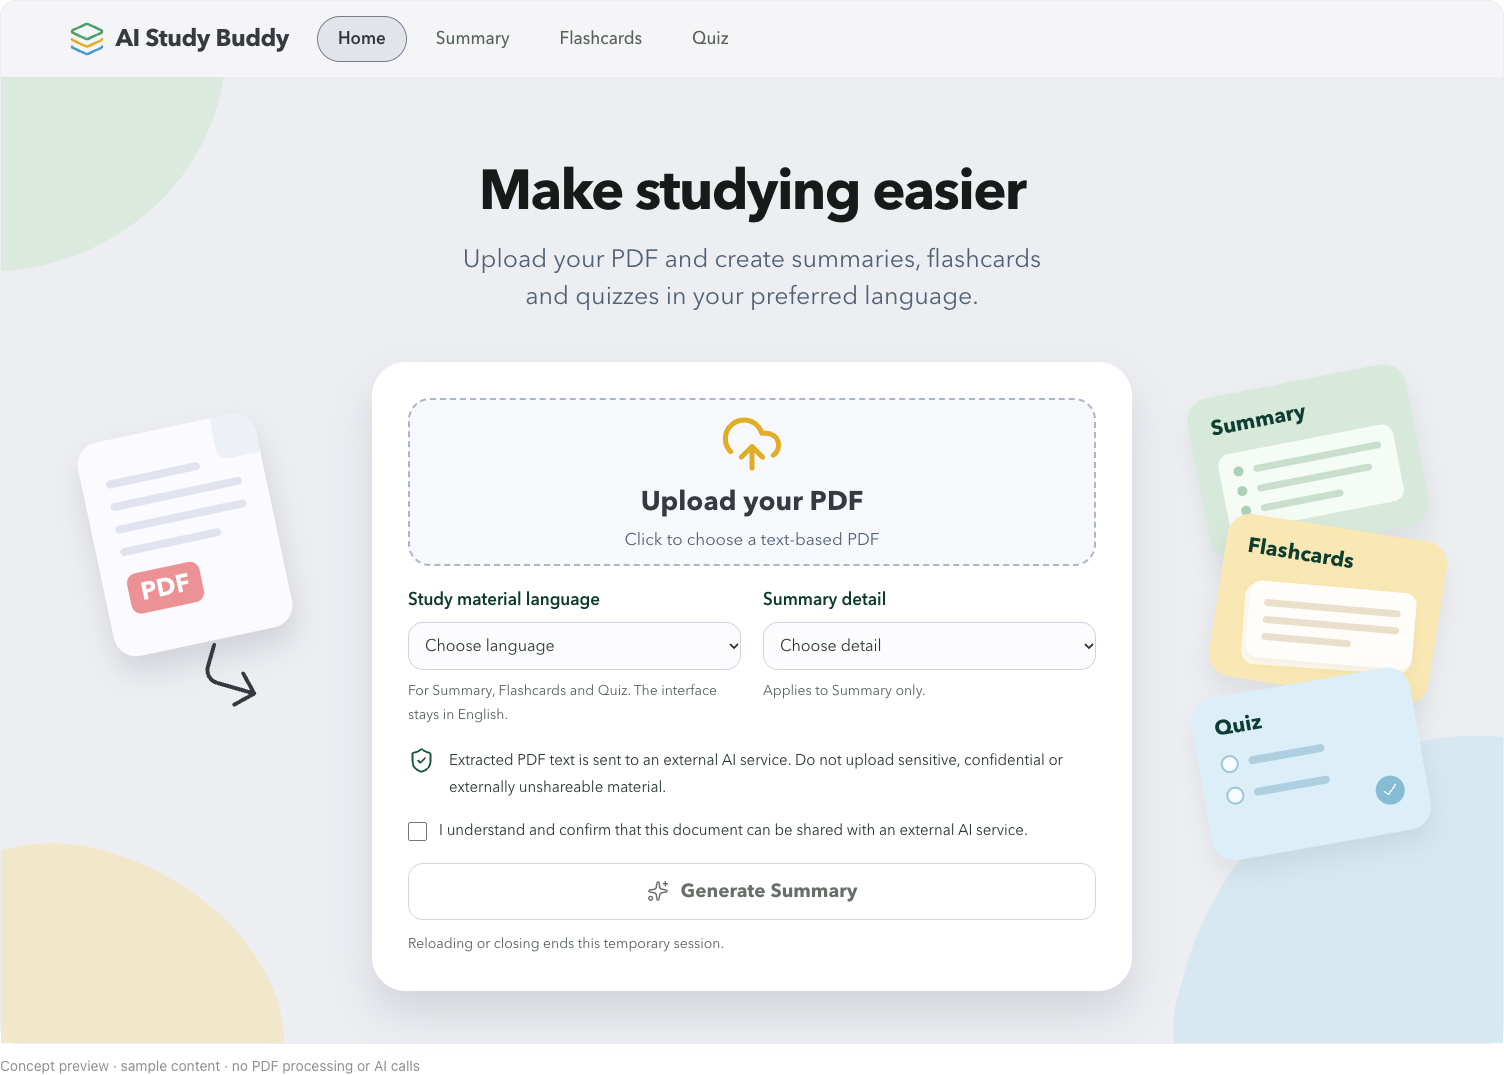 AI Study Buddy
Home
Summary
Flashcards
Quiz
Make studying easier
Upload your PDF and create summaries, flashcards
and quizzes in your preferred language.
PDF
Upload your PDF
Click to choose a text-based PDF
Study material language
Choose language
For Summary, Flashcards and Quiz. The interface
stays in English.
Summary detail
Choose detail
Applies to Summary only.
Extracted PDF text is sent to an external AI service. Do not upload sensitive, confidential or
externally unshareable material.
I understand and confirm that this document can be shared with an external AI service.
Generate Summary
Reloading or closing ends this temporary session.
Summary
Flashcards
Quiz
Concept preview · sample content · no PDF processing or AI calls